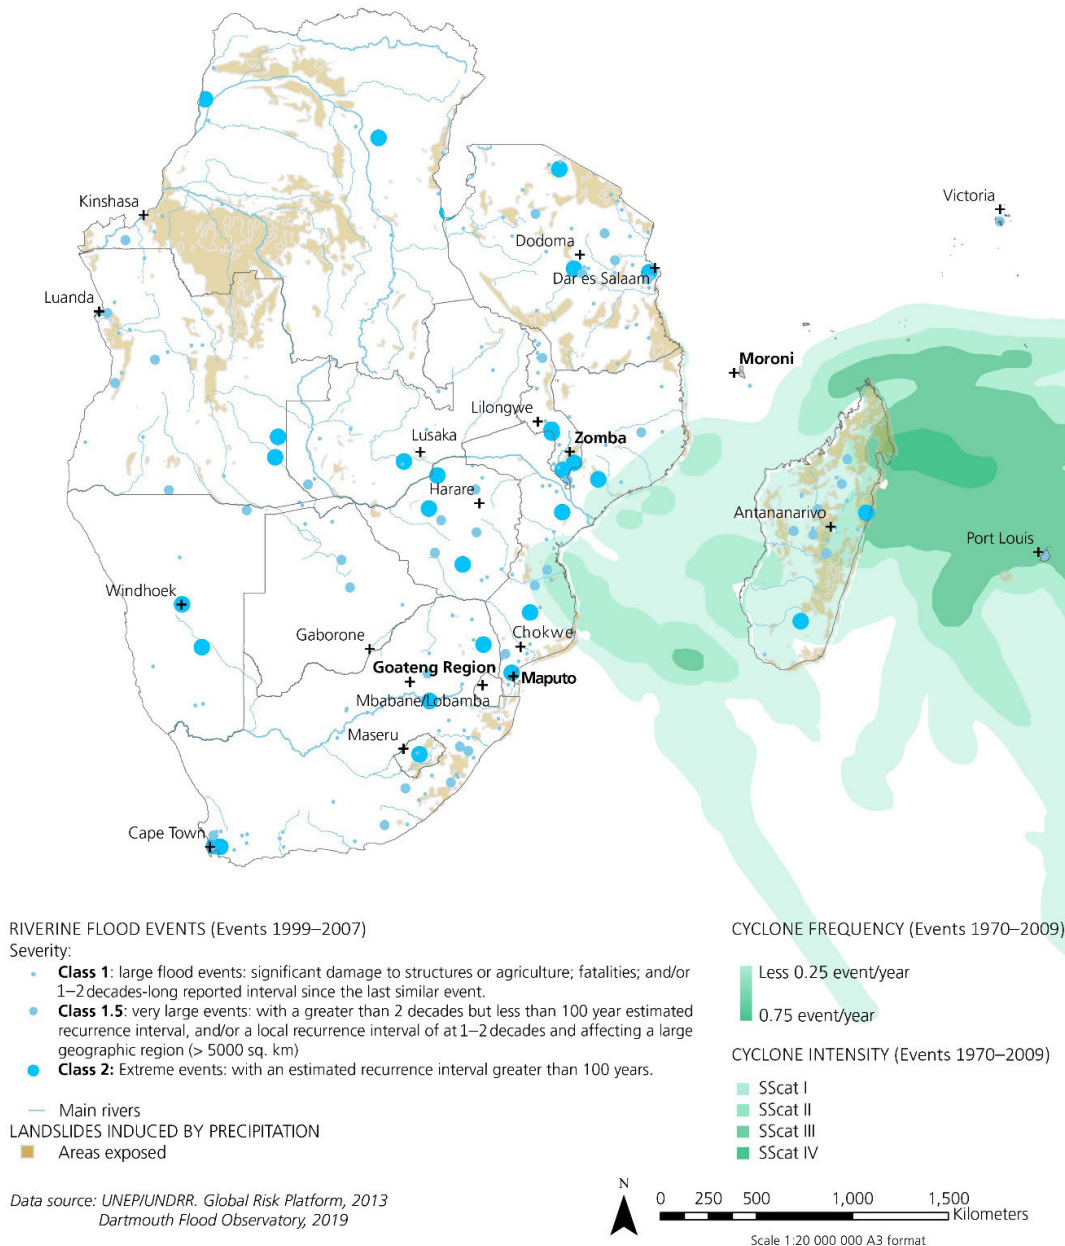 Kinshasa
Victoria
Dodoma
Dar es Salaam
Luanda
Moroni
Lilongwe
Zomba
Lusaka
Harare
Antananarivo
Port Louis
Windhoek
Gaborone
Chokwe
Goateng Region
Maputo
Mbabane/Lobamba
Maseru
Cape Town
RIVERINE FLOOD EVENTS (Events 1999–2007)
Severity:
Class 1: large flood events: significant damage to structures or agriculture; fatalities; and/or
1–2 decades-long reported interval since the last similar event.
Class 1.5: very large events: with a greater than 2 decades but less than 100 year estimated
recurrence interval, and/or a local recurrence interval of at 1–2 decades and affecting a large
geographic region (> 5000 sq. km)
Class 2: Extreme events: with an estimated recurrence interval greater than 100 years.
Main rivers
LANDSLIDES INDUCED BY PRECIPITATION
Areas exposed
Data source: UNEP/UNDRR. Global Risk Platform, 2013
Dartmouth Flood Observatory, 2019
CYCLONE FREQUENCY (Events 1970–2009)
Less 0.25 event/year
0.75 event/year
CYCLONE INTENSITY (Events 1970–2009)
SScat I
SScat II
SScat III
SScat IV
N
0 250 500 1,000 1,500
Kilometers
Scale 1:20 000 000 A3 format